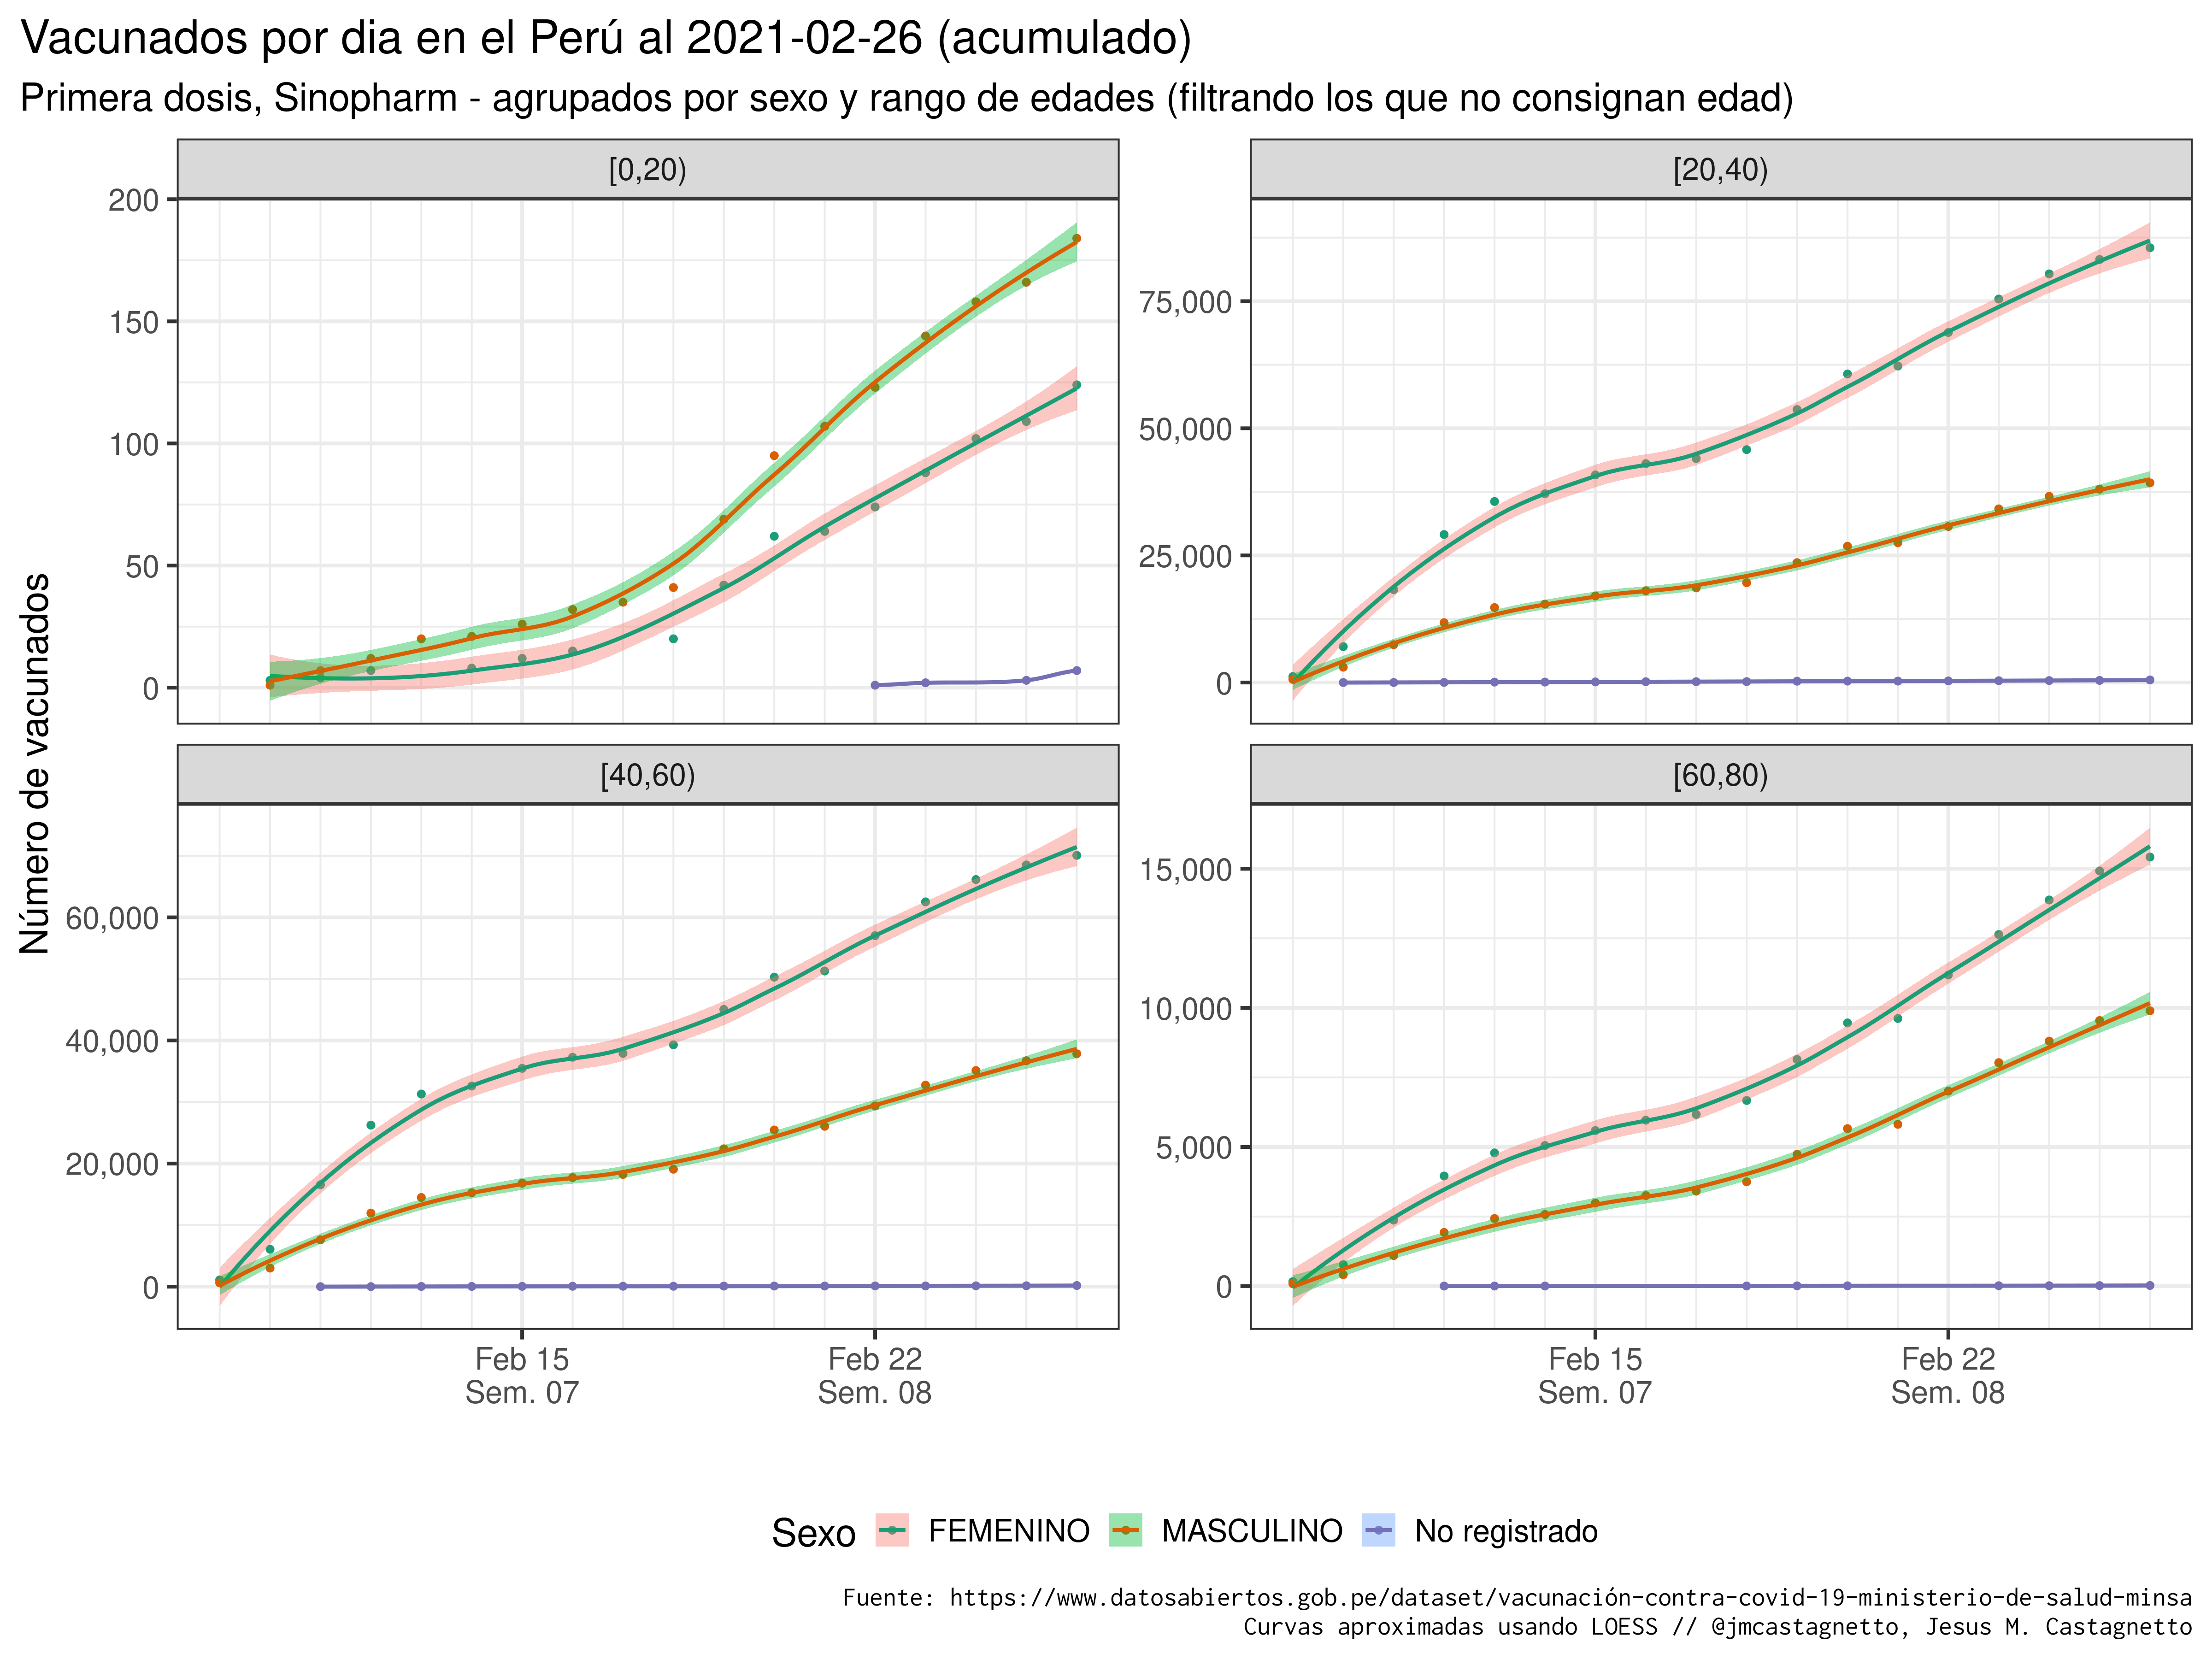 Vacunados por dia en el Perú al 2021-02-26 (acumulado)
Primera dosis, Sinopharm - agrupados por sexo y rango de edades (filtrando los que no consignan edad)
Número de vacunados
[0,20)
200
150
100
50
0
[20,40)
75,000
50,000
25,000
0
[40,60)
60,000
40,000
20,000
0
Feb 15
Sem. 07
Feb 22
Sem. 08
[60,80)
15,000
10,000
5,000
0
Feb 15
Sem. 07
Feb 22
Sem. 08
Sexo FEMENINO MASCULINO No registrado
Fuente: https://www.datosabiertos.gob.pe/dataset/vacunación-contra-covid-19-ministerio-de-salud-minsa
Curvas aproximadas usando LOESS // @jmcastagnetto, Jesus M. Castagnetto